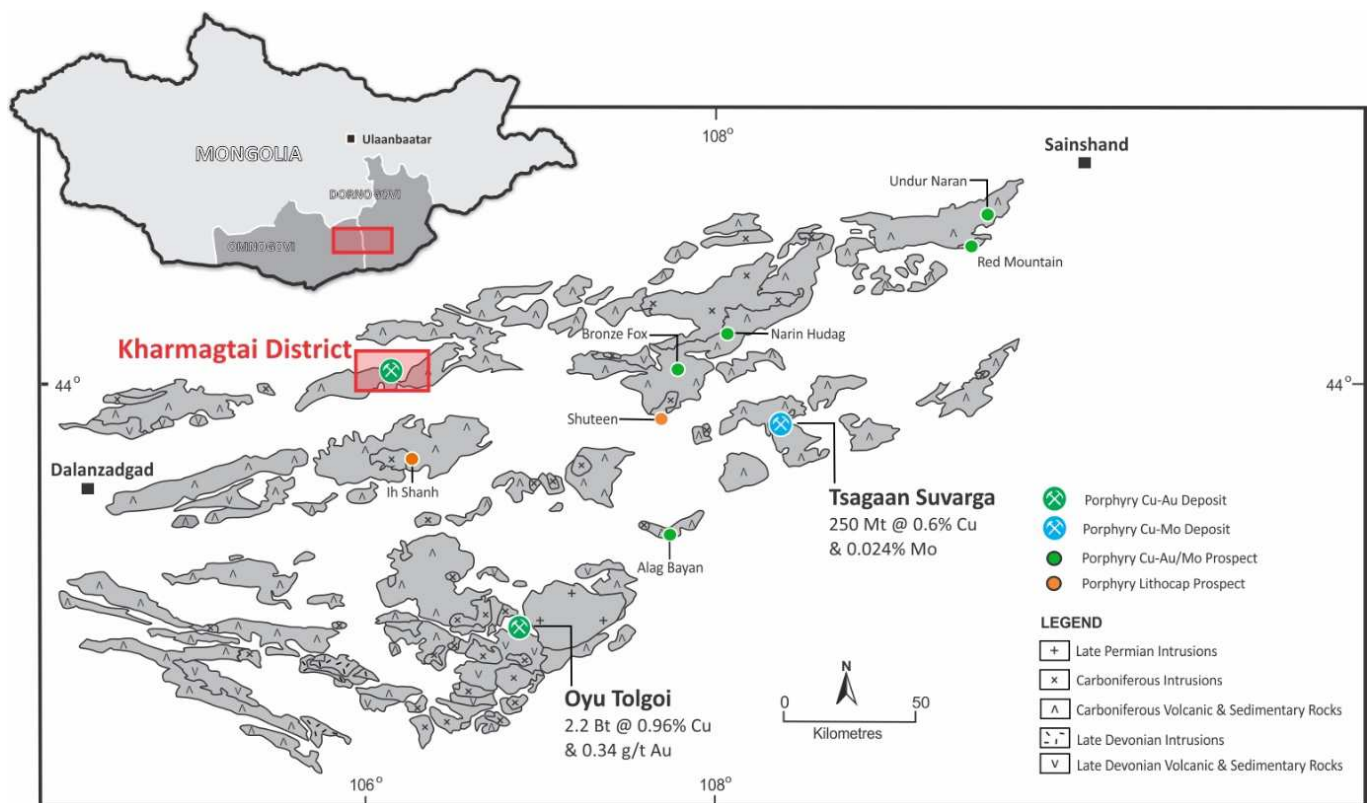 Ulaanbaatar
MONGOLIA
DORNOGOVI
OMNOGOVI
108°
Sainshand
Undur Naran
Red Mountain
Bronze Fox
Narin Hudag
Kharmagtai District
44°
44°
Shuteen
Dalanzadgad
Ih Shanh
Tsagaan Suvarga
250 Mt @ 0.6% Cu
& 0.024% Mo
Alag Bayan
Oyu Tolgoi
2.2 Bt @ 0.96% Cu
& 0.34 g/t Au
Porphyry Cu-Au Deposit
Porphyry Cu-Mo Deposit
Porphyry Cu-Au/Mo Prospect
Porphyry Lithocap Prospect
LEGEND
Late Permian Intrusions
Carboniferous Intrusions
Carboniferous Volcanic & Sedimentary Rocks
Late Devonian Intrusions
Late Devonian Volcanic & Sedimentary Rocks
N
0 50
Kilometres
106°
108°